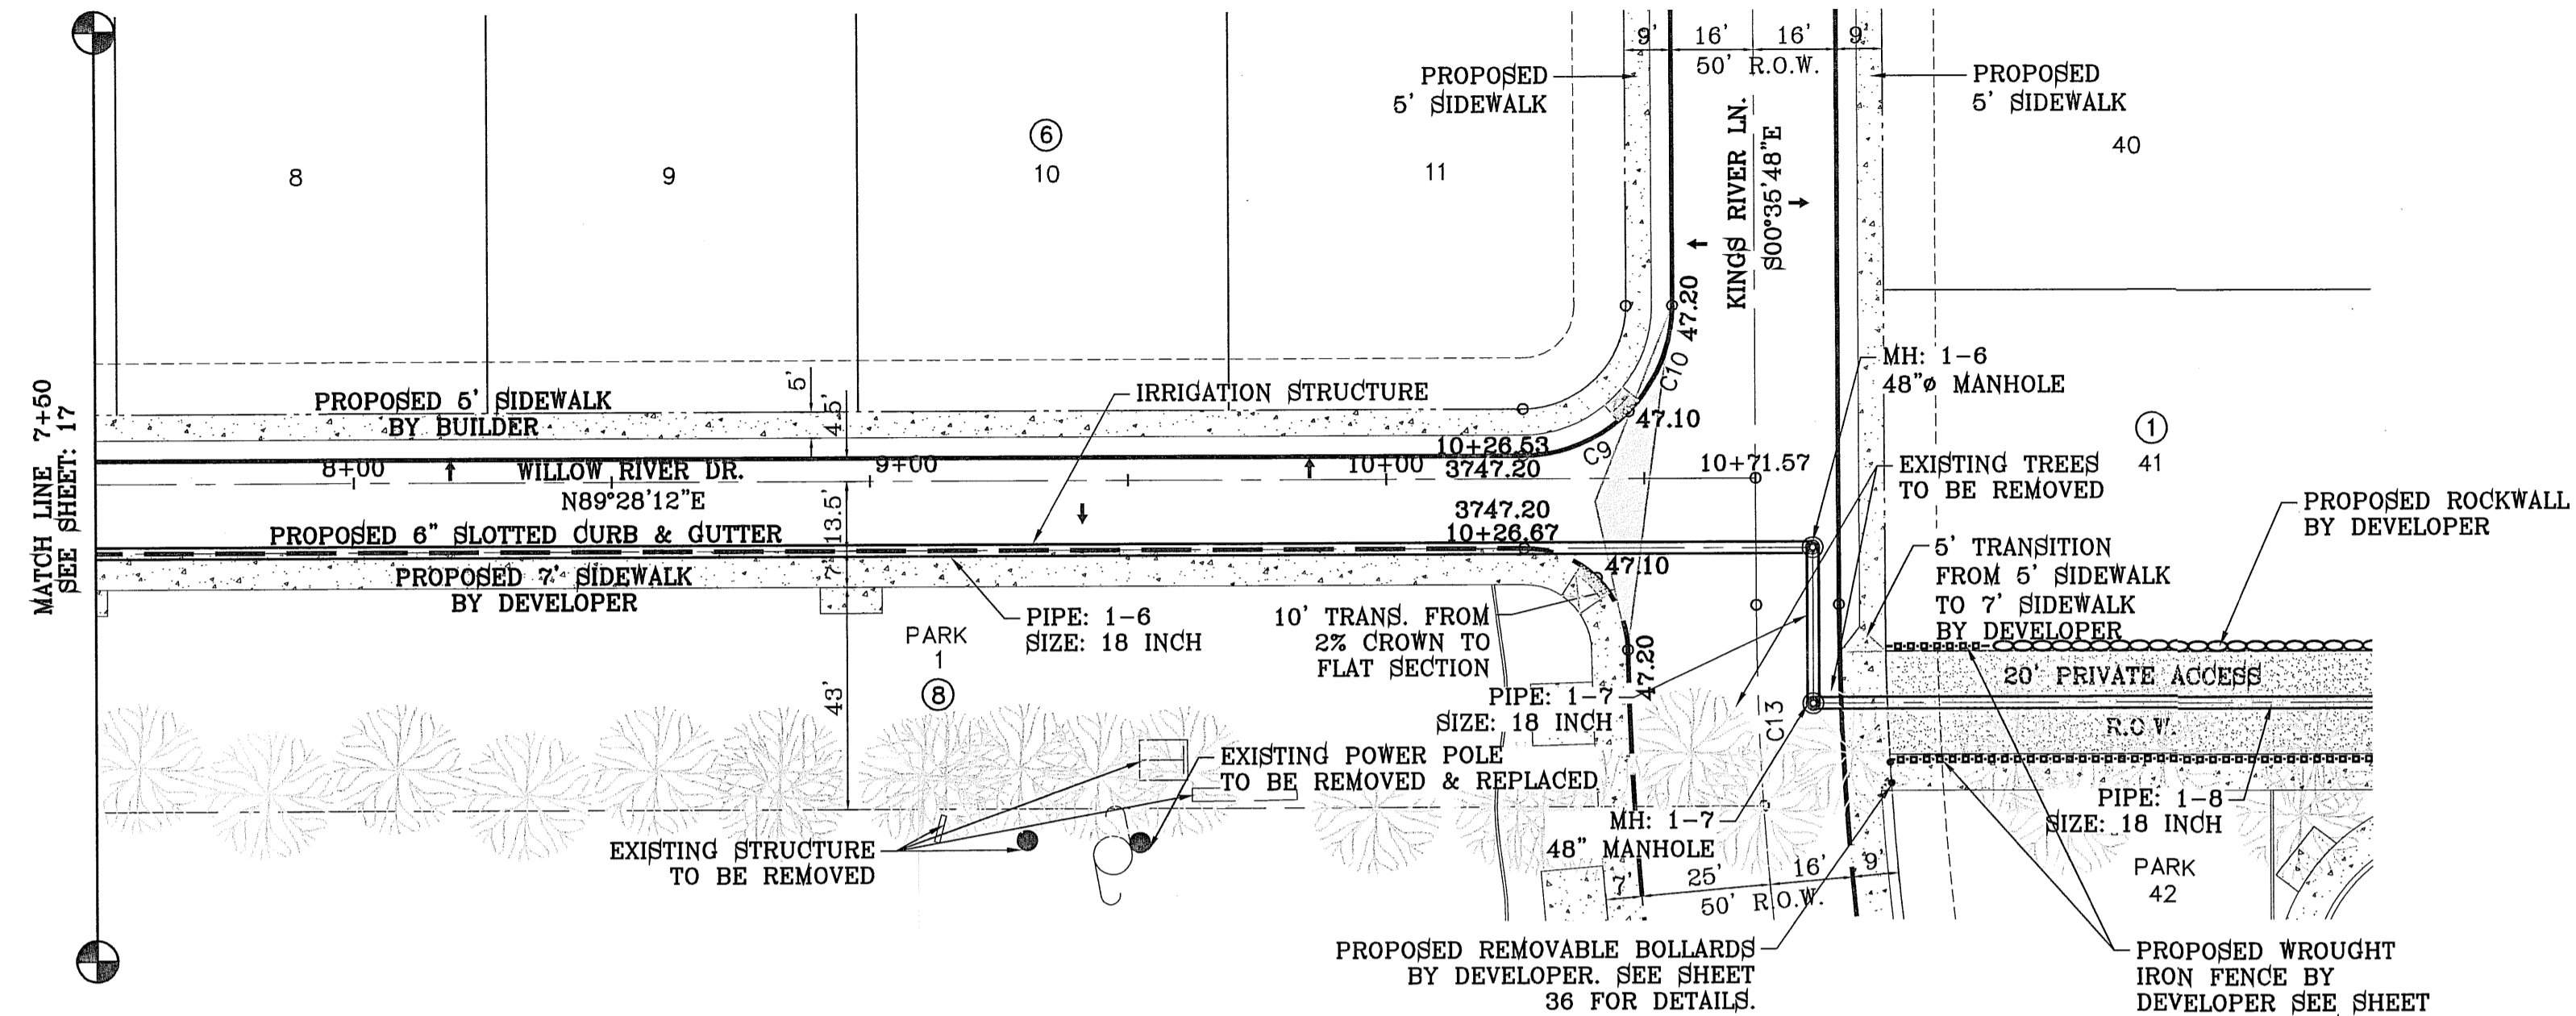 9'
16'
16'
9'
50' R.O.W.
PROPOSED
5' SIDEWALK
PROPOSED
5' SIDEWALK
KINGS RIVER LN.
S00°35'48"E
6
8
9
10
11
40
MATCH LINE 7+50
SEE SHEET: 17
PROPOSED 5' SIDEWALK
BY BUILDER
5'
4.5'
IRRIGATION STRUCTURE
47.20
C10
47.10
C9
MH: 1-6
48"ø MANHOLE
1
41
8+00
WILLOW RIVER DR.
9+00
10+00
10+26.53
3747.20
10+71.57
N89°28'12"E
EXISTING TREES
TO BE REMOVED
PROPOSED ROCKWALL
BY DEVELOPER
PROPOSED 6" SLOTTED CURB & GUTTER
13.5'
3747.20
10+26.67
47.10
5' TRANSITION
FROM 5' SIDEWALK
TO 7' SIDEWALK
BY DEVELOPER
PROPOSED 7' SIDEWALK
BY DEVELOPER
7'
PIPE: 1-6
SIZE: 18 INCH
PARK
1
8
43'
10' TRANS. FROM
2% CROWN TO
FLAT SECTION
47.20
PIPE: 1-7
SIZE: 18 INCH
C13
20' PRIVATE ACCESS
R.O.W.
EXISTING POWER POLE
TO BE REMOVED & REPLACED
EXISTING STRUCTURE
TO BE REMOVED
MH: 1-7
48" MANHOLE
PIPE: 1-8
SIZE: 18 INCH
7'
25'
16'
9'
50' R.O.W.
PARK
42
PROPOSED REMOVABLE BOLLARDS
BY DEVELOPER. SEE SHEET
36 FOR DETAILS.
PROPOSED WROUGHT
IRON FENCE BY
DEVELOPER SEE SHEET